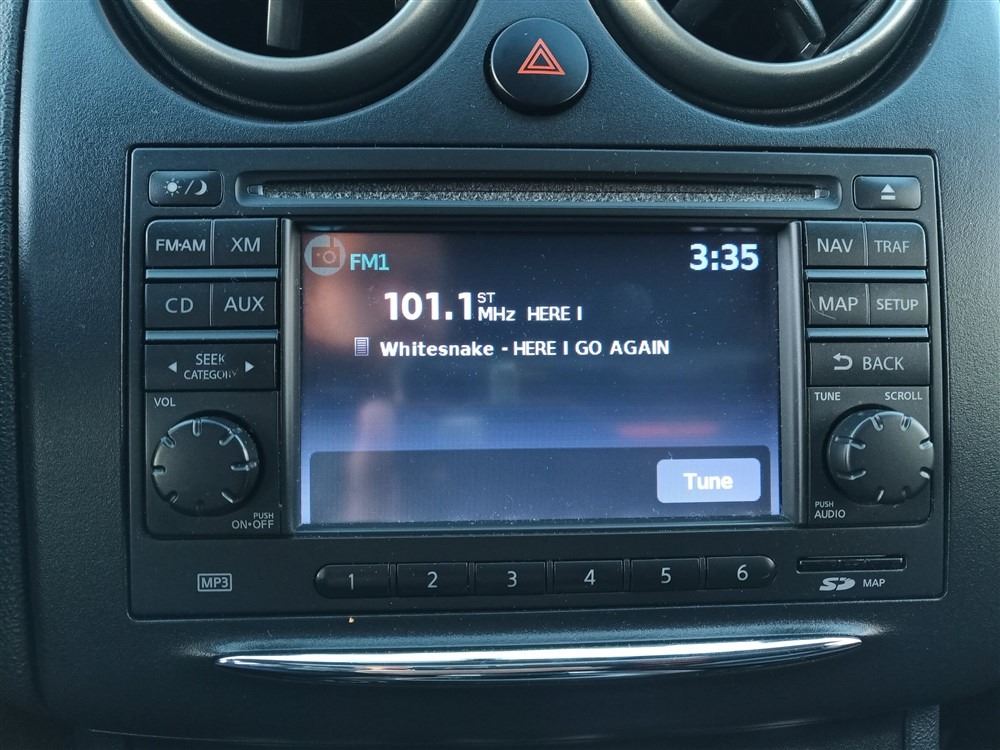 FM•AM XM
CD AUX
SEEK
CATEGORY
VOL
PUSH
ON•OFF
FM1 3:35
101.1 ST MHz HERE I
Whitesnake - HERE I GO AGAIN
Tune
NAV TRAF
MAP SETUP
BACK
TUNE SCROLL
PUSH
AUDIO
MP3 1 2 3 4 5 6 SD MAP